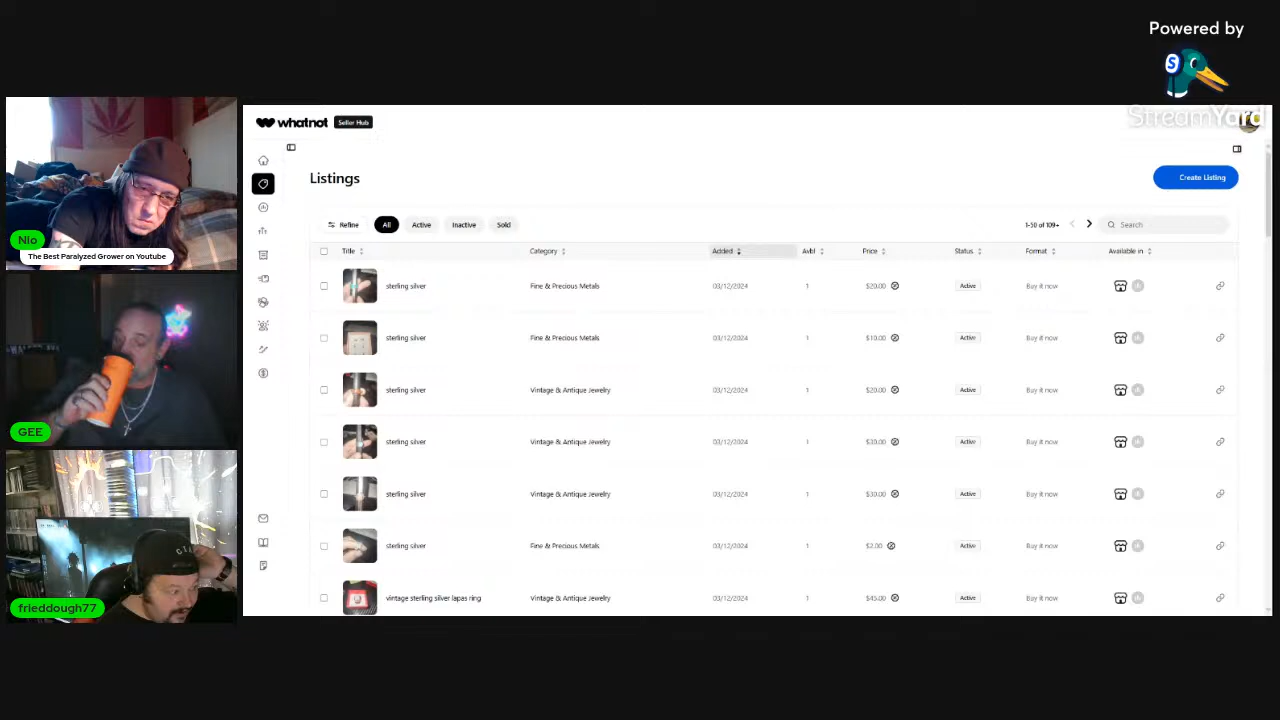 Powered by
StreamYard
Nio
The Best Paralyzed Grower on Youtube
GEE
frieddough77
whatnot Seller Hub
Listings
Create Listing
Refine All Active Inactive Sold 1-50 of 109+ Search
Title Category Added Avbl Price Status Format Available in
sterling silver Fine & Precious Metals 03/12/2024 1 $20.00 Active Buy it now
sterling silver Fine & Precious Metals 03/12/2024 1 $10.00 Active Buy it now
sterling silver Vintage & Antique Jewelry 03/12/2024 1 $20.00 Active Buy it now
sterling silver Vintage & Antique Jewelry 03/12/2024 1 $30.00 Active Buy it now
sterling silver Vintage & Antique Jewelry 03/12/2024 1 $30.00 Active Buy it now
sterling silver Fine & Precious Metals 03/12/2024 1 $2.00 Active Buy it now
vintage sterling silver lapas ring Vintage & Antique Jewelry 03/12/2024 1 $45.00 Active Buy it now